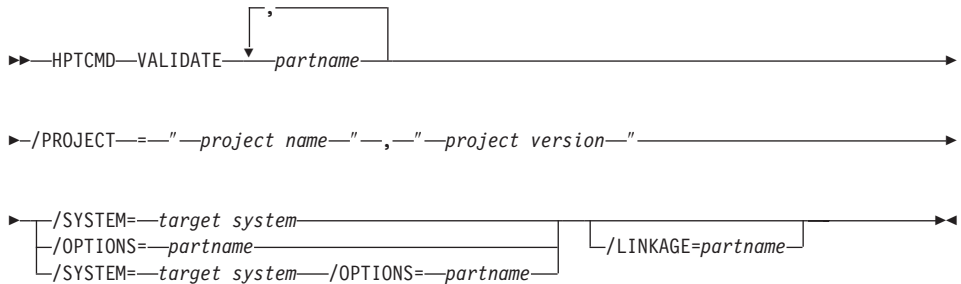 ,
HPTCMD VALIDATE partname
/PROJECT = " project name " , " project version "
/SYSTEM= target system
/OPTIONS= partname /LINKAGE=partname
/SYSTEM= target system /OPTIONS= partname